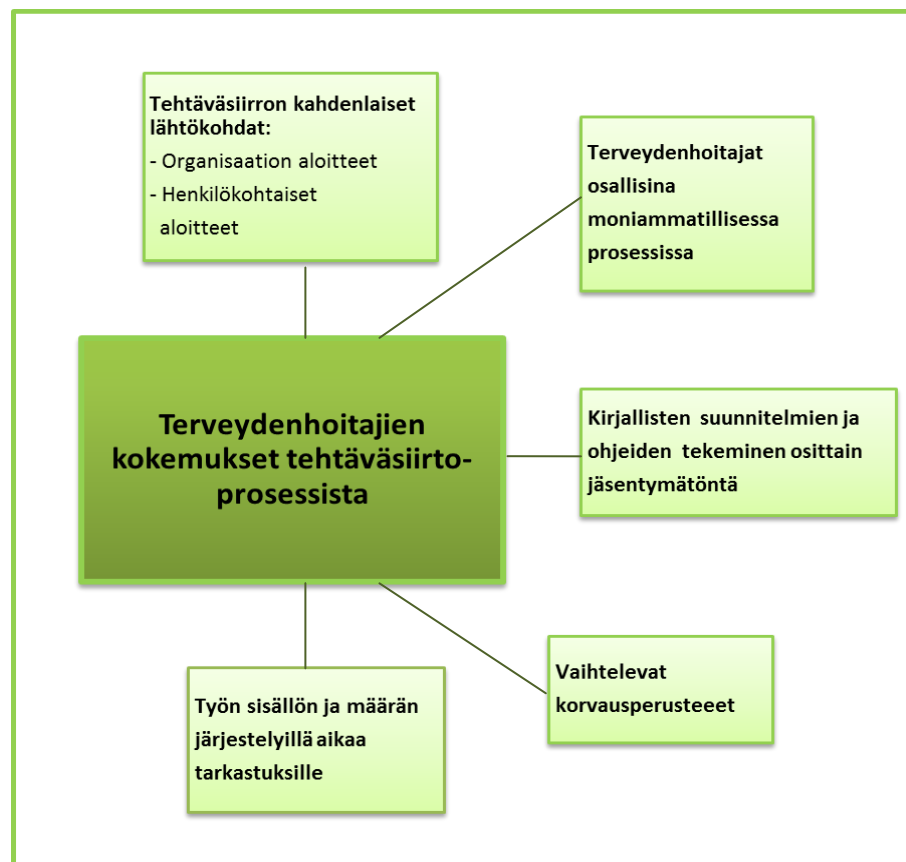 Tehtäväsiirron kahdenlaiset
lähtökohdat:
- Organisaation aloitteet
- Henkilökohtaiset
aloitteet
Terveydenhoitajat
osallisina
moniammatillisessa
prosessissa
Terveydenhoitajien
kokemukset tehtäväsiirto-
prosessista
Kirjallisten suunnitelmien ja
ohjeiden tekeminen osittain
jäsentymätöntä
Vaihtelevat
korvausperusteeet
Työn sisällön ja määrän
järjestelyillä aikaa
tarkastuksille